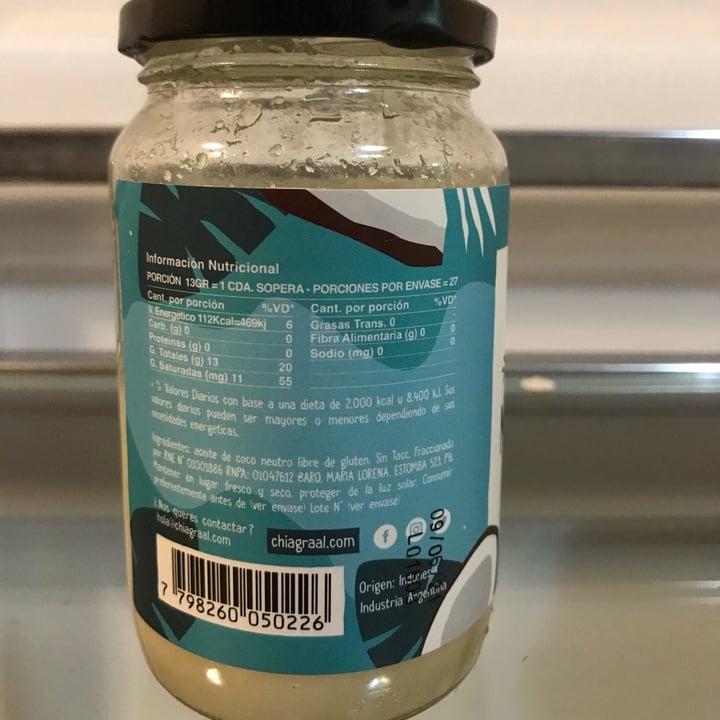 Información Nutricional
PORCIÓN 13GR = 1 CDA. SOPERA - PORCIONES POR ENVASE = 27
Cant. por porción %VD*
V. Energético 112Kcal=469kj 6
Carb. (g) 0 0
Proteinas (g) 0 0
G. Totales (g) 13 20
G. Saturadas (mg) 11 55
Cant. por porción %VD*
Grasas Trans. 0 -
Fibra Alimentaria (g) 0 0
Sodio (mg) 0 0
* % Valores Diarios con base a una dieta de 2.000 kcal u 8.400 kJ. Sus
valores diarios pueden ser mayores o menores dependiendo de sus
necesidades energéticas.
Ingredientes: aceite de coco neutro libre de gluten. Sin Tacc. Fraccionado
por RNE N° 01001886 RNPA: 01047612 BARO, MARIA LORENA. ESTOMBA 523 PB.
Mantener en lugar fresco y seco, proteger de la luz solar. Consumir
preferentemente antes de (ver envase) Lote N° (ver envase)
¿Nos queres contactar?
hola@chiagraal.com
chiagraal.com
7 798260 050226
Origen:
Industria Argentina
09/06